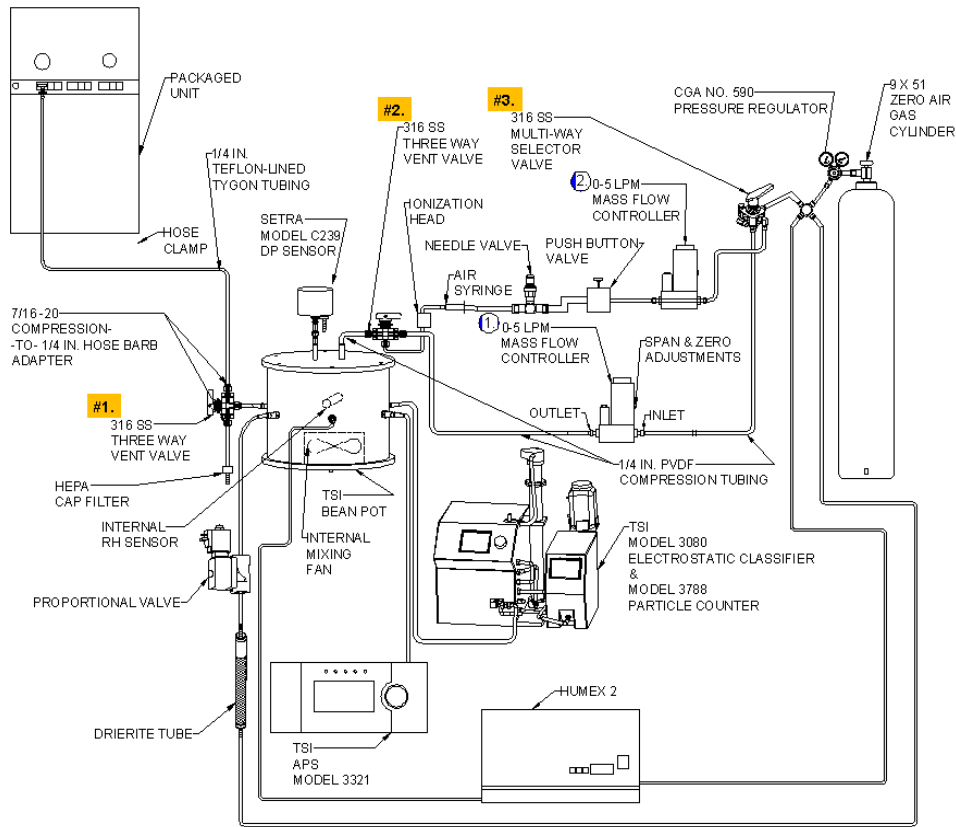 PACKAGED
UNIT
1/4 IN.
TEFLON-LINED
TYGON TUBING
HOSE
CLAMP
SETRA
MODEL C239
DP SENSOR
#2.
316 SS
THREE WAY
VENT VALVE
IONIZATION
HEAD
NEEDLE VALVE
AIR
SYRINGE
#3.
316 SS
MULTI-WAY
SELECTOR
VALVE
2.
0-5 LPM
MASS FLOW
CONTROLLER
PUSH BUTTON
VALVE
CGA NO. 590
PRESSURE REGULATOR
9 X 51
ZERO AIR
GAS
CYLINDER
1.
0-5 LPM
MASS FLOW
CONTROLLER
SPAN & ZERO
ADJUSTMENTS
OUTLET
INLET
1/4 IN. PVDF
COMPRESSION TUBING
7/16-20
COMPRESSION-
-TO- 1/4 IN. HOSE BARB
ADAPTER
#1.
316 SS
THREE WAY
VENT VALVE
HEPA
CAP FILTER
INTERNAL
RH SENSOR
INTERNAL
MIXING
FAN
TSI
BEAN POT
TSI
MODEL 3080
ELECTROSTATIC CLASSIFIER
&
MODEL 3788
PARTICLE COUNTER
PROPORTIONAL VALVE
DRIERITE TUBE
TSI
APS
MODEL 3321
HUMEX 2